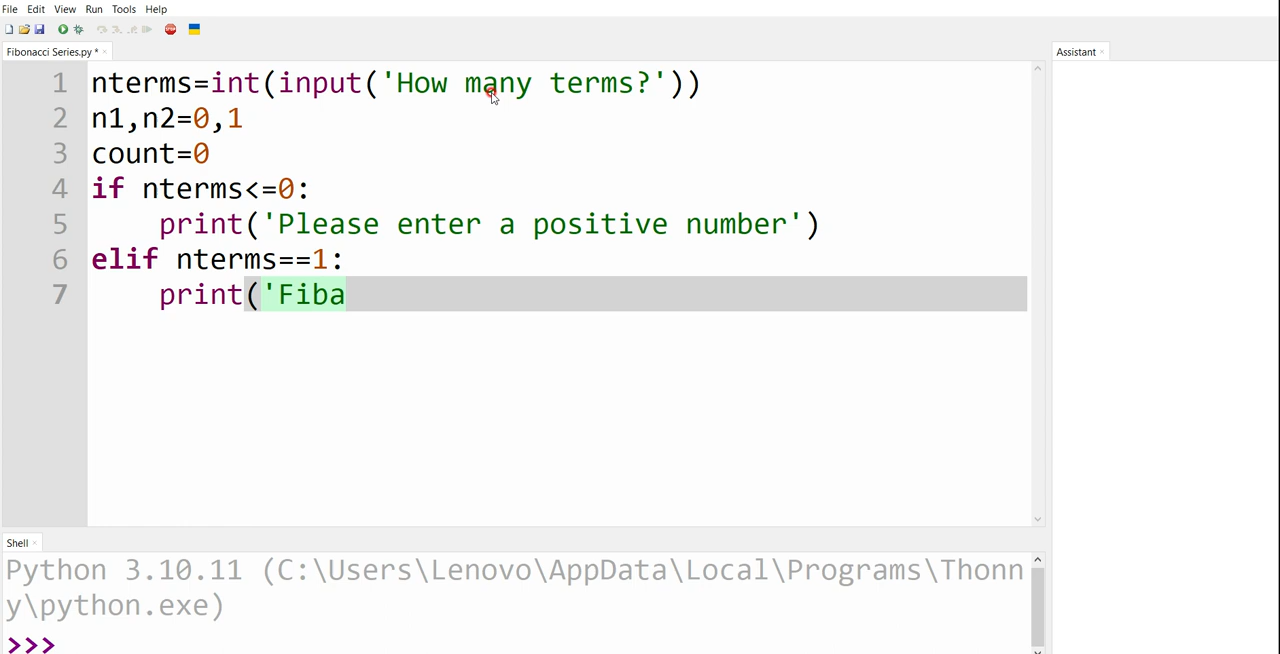 File Edit View Run Tools Help
Fibonacci Series.py * ×
Assistant ×
1 nterms=int(input('How many terms?'))
2 n1,n2=0,1
3 count=0
4 if nterms<=0:
5     print('Please enter a positive number')
6 elif nterms==1:
7     print('Fiba
Shell ×
Python 3.10.11 (C:\Users\Lenovo\AppData\Local\Programs\Thonn
y\python.exe)
>>>